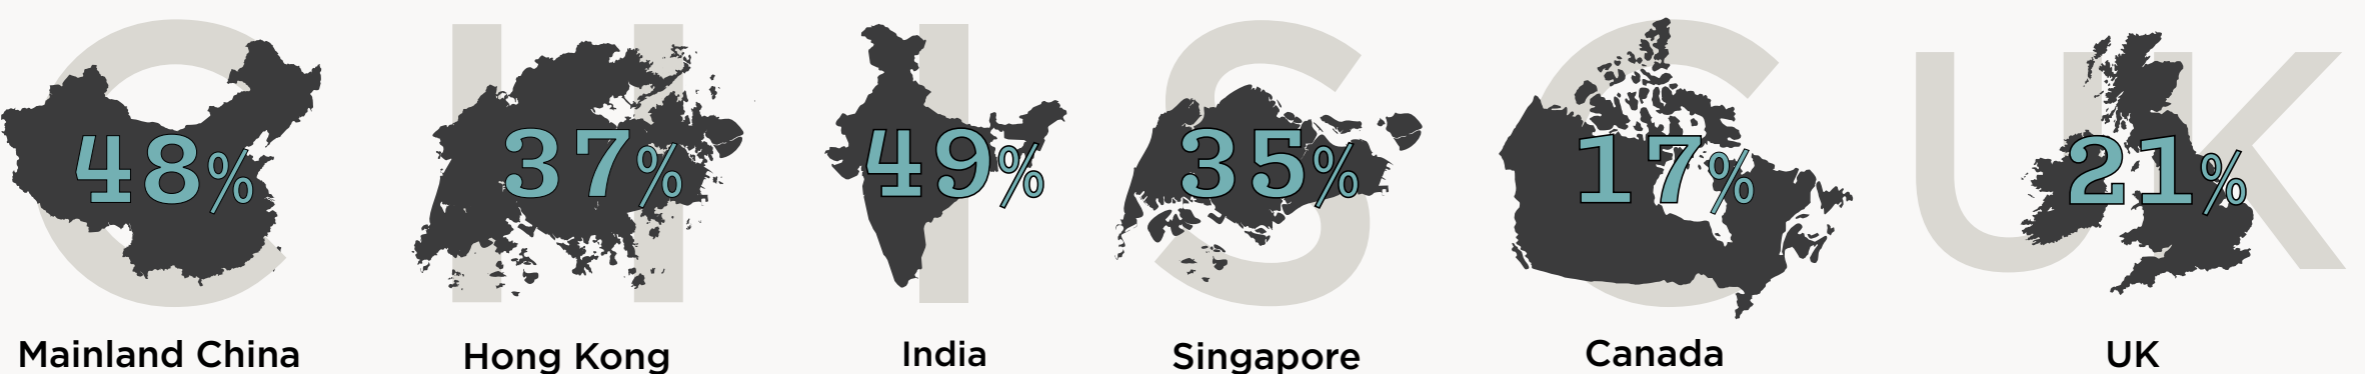 C H I S C UK
48% 37% 49% 35% 17% 21%
Mainland China Hong Kong India Singapore Canada UK